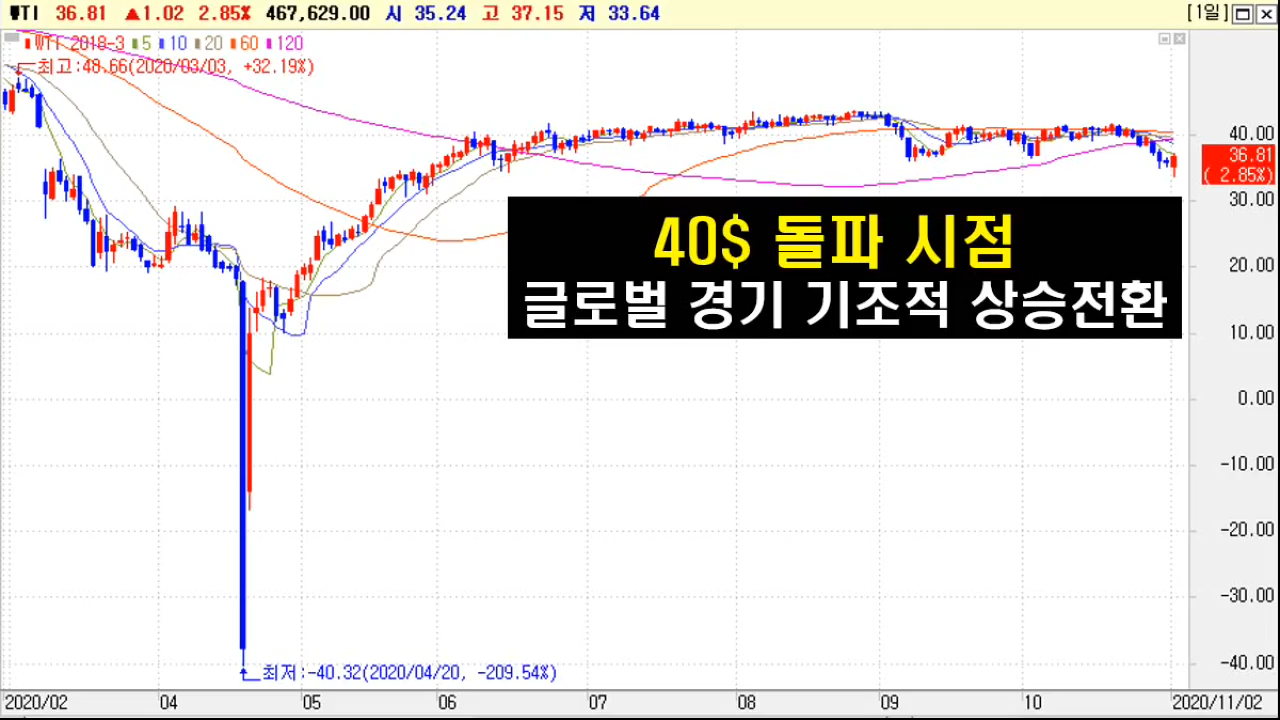 WTI 36.81 ▲1.02 2.85% 467,629.00 시 35.24 고 37.15 저 33.64 [1일]
WTI 2018-3 5 10 20 60 120
최고:48.66(2020/03/03, +32.19%)
40.00
36.81
( 2.85%)
30.00
40$ 돌파 시점
20.00
글로벌 경기 기조적 상승전환
10.00
0.00
-10.00
-20.00
-30.00
-40.00
최저:-40.32(2020/04/20, -209.54%)
2020/02 04 05 06 07 08 09 10 2020/11/02